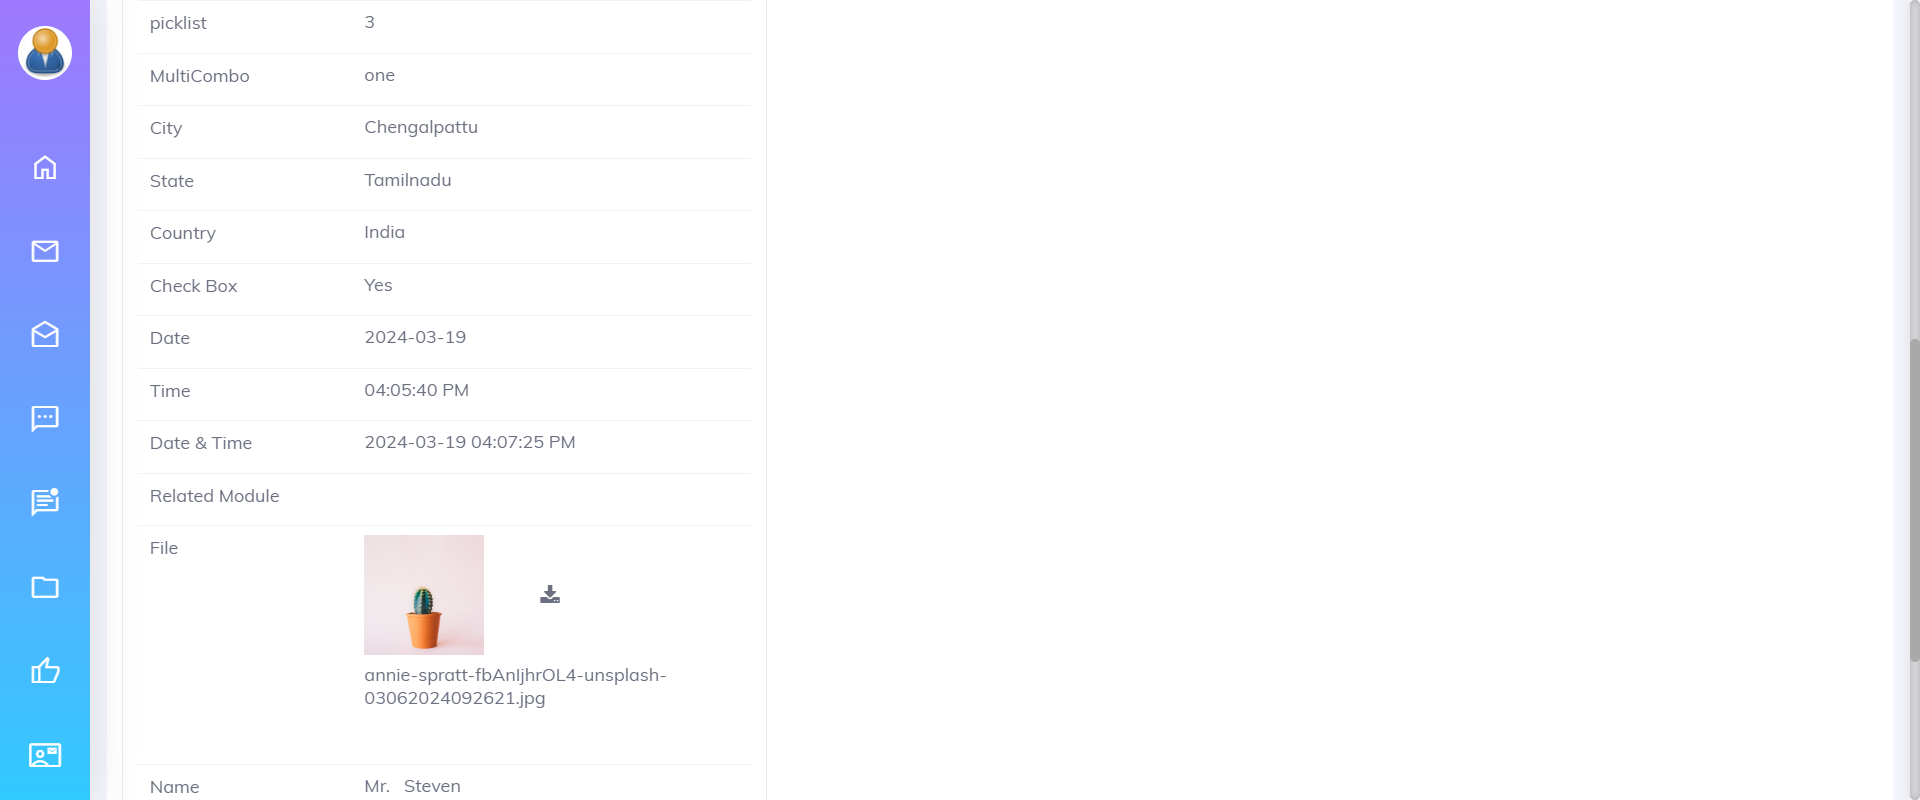 picklist 3
MultiCombo one
City Chengalpattu
State Tamilnadu
Country India
Check Box Yes
Date 2024-03-19
Time 04:05:40 PM
Date & Time 2024-03-19 04:07:25 PM
Related Module
File
annie-spratt-fbAnIjhrOL4-unsplash-
03062024092621.jpg
Name Mr. Steven